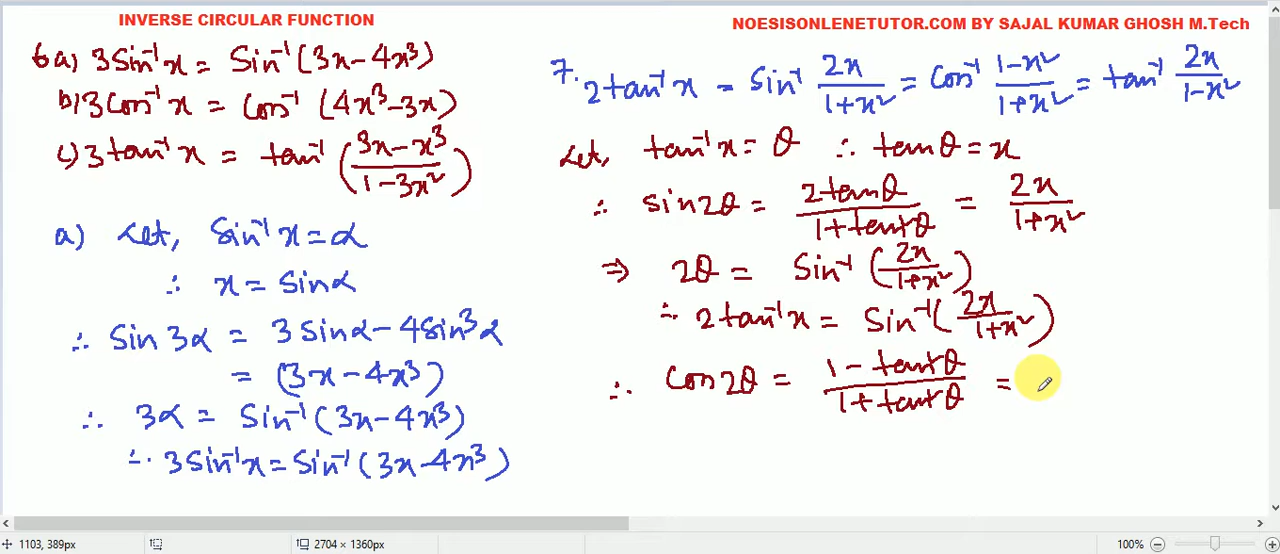 INVERSE CIRCULAR FUNCTION
NOESISONLENETUTOR.COM BY SAJAL KUMAR GHOSH M.Tech
6 a) 3Sin⁻¹x = Sin⁻¹(3x-4x³)
b) 3Cos⁻¹x = Cos⁻¹(4x³-3x)
c) 3tan⁻¹x = tan⁻¹((3x-x³)/(1-3x²))
a) Let, Sin⁻¹x = α
∴ x = Sinα
∴ Sin3α = 3Sinα-4Sin³α
= (3x-4x³)
∴ 3α = Sin⁻¹(3x-4x³)
∴ 3Sin⁻¹x = Sin⁻¹(3x-4x³)
7. 2tan⁻¹x = Sin⁻¹ 2x/(1+x²) = Cos⁻¹ (1-x²)/(1+x²) = tan⁻¹ 2x/(1-x²)
Let, tan⁻¹x = θ ∴ tanθ = x
∴ Sin2θ = 2tanθ/(1+tan²θ) = 2x/(1+x²)
⇒ 2θ = Sin⁻¹(2x/(1+x²))
∴ 2tan⁻¹x = Sin⁻¹(2x/(1+x²))
∴ Cos2θ = (1-tan²θ)/(1+tan²θ) =
1103, 389px
2704 × 1360px
100%